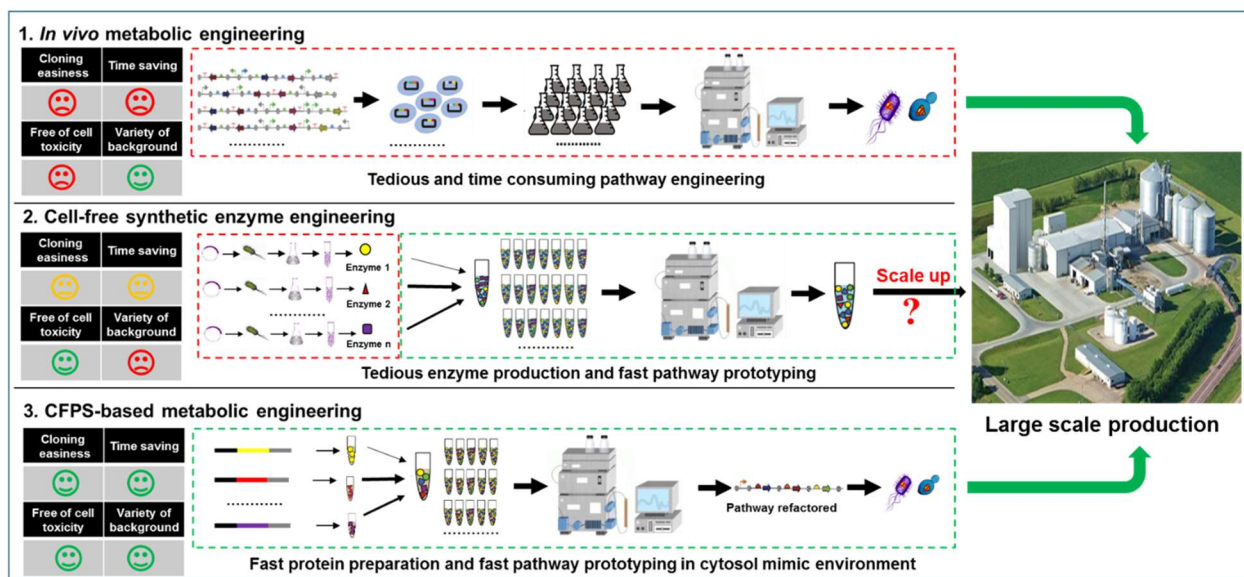 1. In vivo metabolic engineering
Cloning easiness
Time saving
Free of cell toxicity
Variety of background
Tedious and time consuming pathway engineering
2. Cell-free synthetic enzyme engineering
Cloning easiness
Time saving
Free of cell toxicity
Variety of background
Enzyme 1
Enzyme 2
Enzyme n
Scale up
?
Tedious enzyme production and fast pathway prototyping
3. CFPS-based metabolic engineering
Cloning easiness
Time saving
Free of cell toxicity
Variety of background
Pathway refactored
Fast protein preparation and fast pathway prototyping in cytosol mimic environment
Large scale production